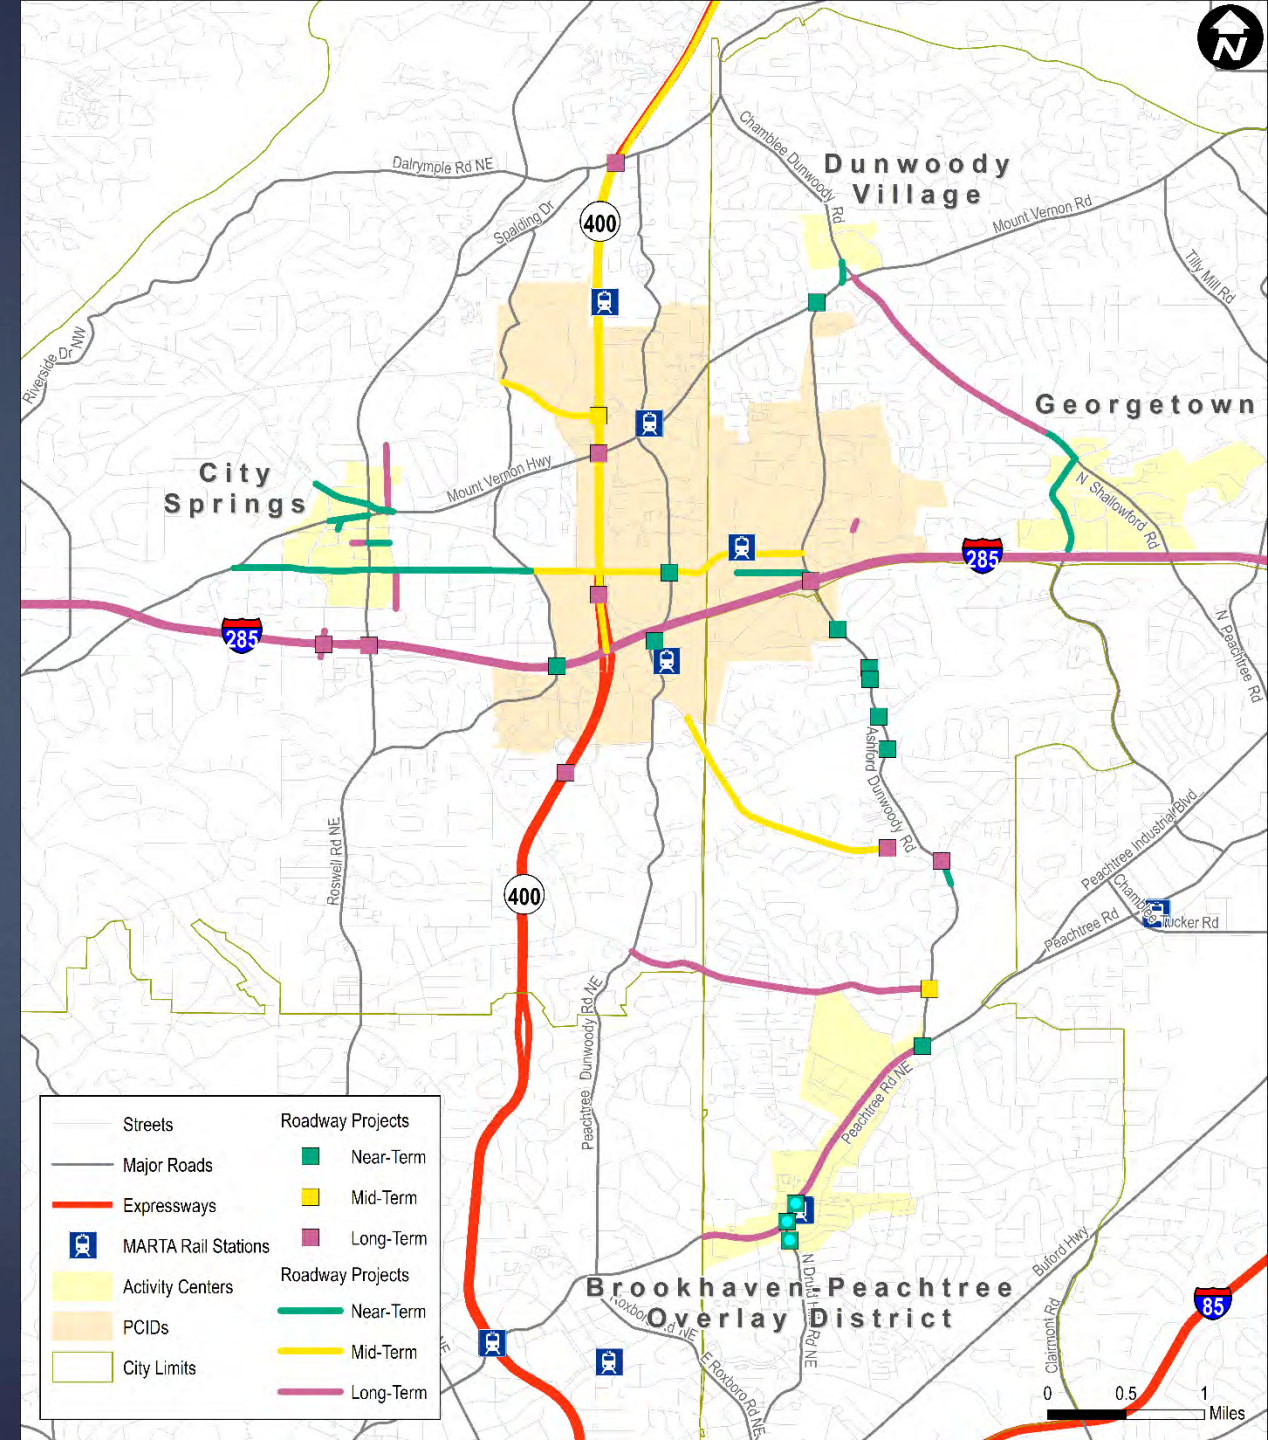 N
Chamblee Dunwoody Rd
Dunwoody
Village
Dalrymple Rd NE
Mount Vernon Rd
400
Spalding Dr
Tilly Mill Rd
Riverside Dr NW
Georgetown
City
Springs
Mount Vernon Hwy
N Shallowford Rd
285
285
N Peachtree Rd
Ashford Dunwoody Rd
Peachtree Industrial Blvd
Roswell Rd NE
400
Chamblee
Tucker Rd
Peachtree Rd
Peachtree Dunwoody Rd NE
Peachtree Rd NE
Buford Hwy
N Druid Hills Rd NE
Brookhaven-Peachtree
Overlay District
E Roxboro Rd NE
NE
Clairmont Rd
85
Streets
Major Roads
Expressways
MARTA Rail Stations
Activity Centers
PCIDs
City Limits
Roadway Projects
Near-Term
Mid-Term
Long-Term
Roadway Projects
Near-Term
Mid-Term
Long-Term
0 0.5 1
Miles